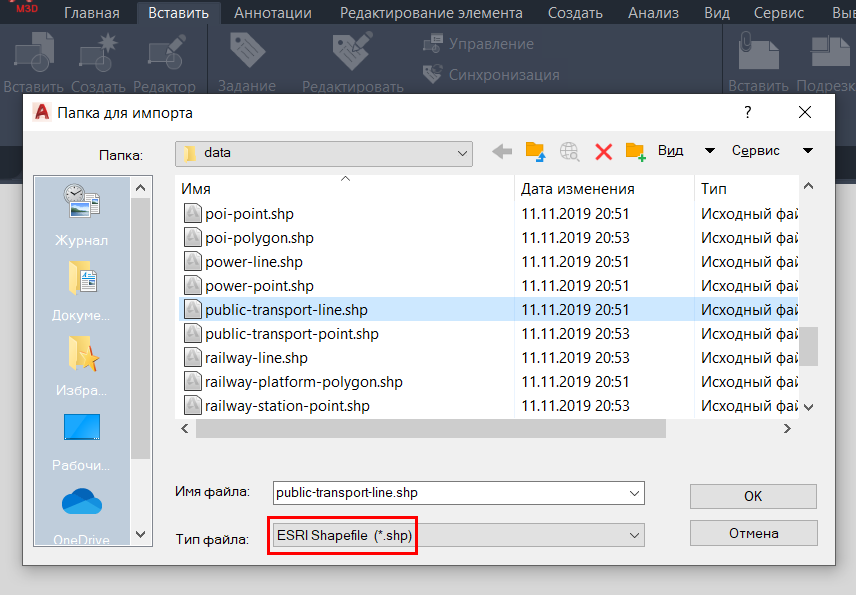 M3D
Главная Вставить Аннотации Редактирование элемента Создать Анализ Вид Сервис Выв
Управление
Синхронизация
Вставить Создать Редактор Задание Редактировать Вставить Подрезк
Папка для импорта ? ×
Папка: data Вид Сервис
Имя Дата изменения Тип
poi-point.shp 11.11.2019 20:51 Исходный фай
poi-polygon.shp 11.11.2019 20:53 Исходный фай
power-line.shp 11.11.2019 20:51 Исходный фай
power-point.shp 11.11.2019 20:51 Исходный фай
public-transport-line.shp 11.11.2019 20:51 Исходный фай
public-transport-point.shp 11.11.2019 20:53 Исходный фай
railway-line.shp 11.11.2019 20:53 Исходный фай
railway-platform-polygon.shp 11.11.2019 20:51 Исходный фай
railway-station-point.shp 11.11.2019 20:53 Исходный фай
Журнал
Докуме...
Избра...
Рабочи...
OneDrive
Имя файла: public-transport-line.shp OK
Тип файла: ESRI Shapefile (*.shp) Отмена